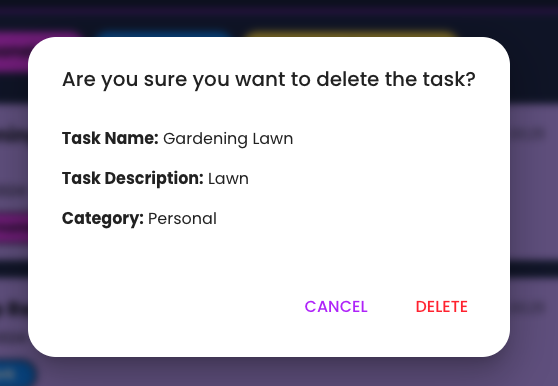 Are you sure you want to delete the task?
Task Name: Gardening Lawn
Task Description: Lawn
Category: Personal
CANCEL DELETE